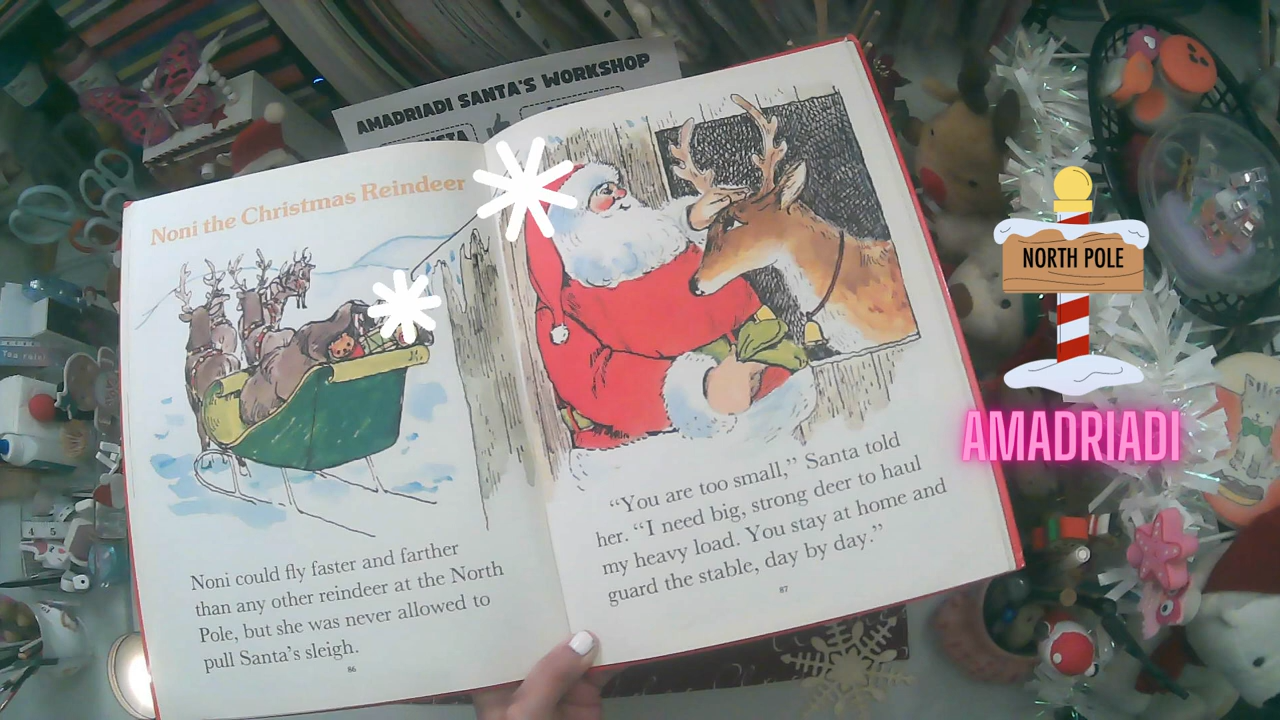 AMADRIADI SANTA'S WORKSHOP
Noni the Christmas Reindeer
Noni could fly faster and farther
than any other reindeer at the North
Pole, but she was never allowed to
pull Santa's sleigh.
86
“You are too small,” Santa told
her. “I need big, strong deer to haul
my heavy load. You stay at home and
guard the stable, day by day.”
87
NORTH POLE
AMADRIADI